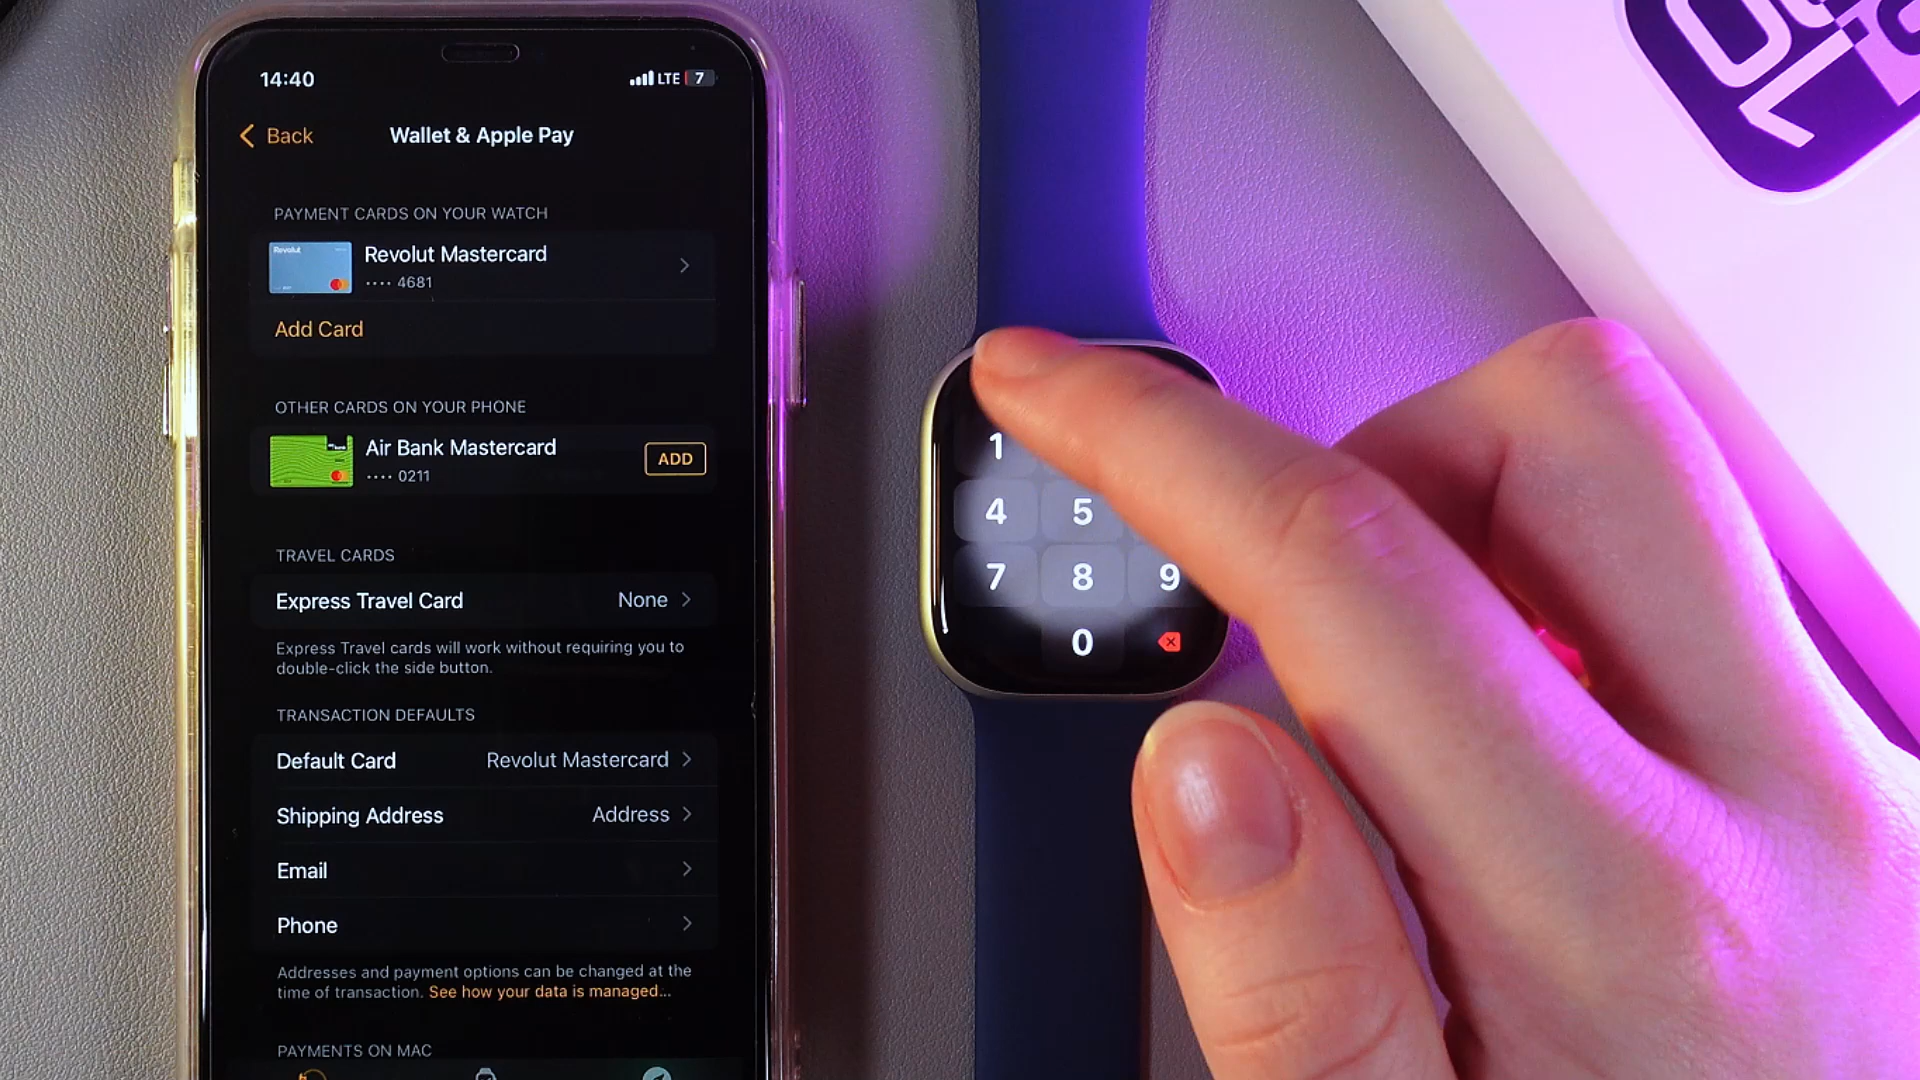 14:40
LTE 7
Back
Wallet & Apple Pay
PAYMENT CARDS ON YOUR WATCH
Revolut
Revolut Mastercard
•••• 4681
Add Card
OTHER CARDS ON YOUR PHONE
Air Bank Mastercard
•••• 0211
ADD
TRAVEL CARDS
Express Travel Card
None
Express Travel cards will work without requiring you to
double-click the side button.
TRANSACTION DEFAULTS
Default Card
Revolut Mastercard
Shipping Address
Address
Email
Phone
Addresses and payment options can be changed at the
time of transaction. See how your data is managed...
PAYMENTS ON MAC
1
4 5
7 8 9
0
10